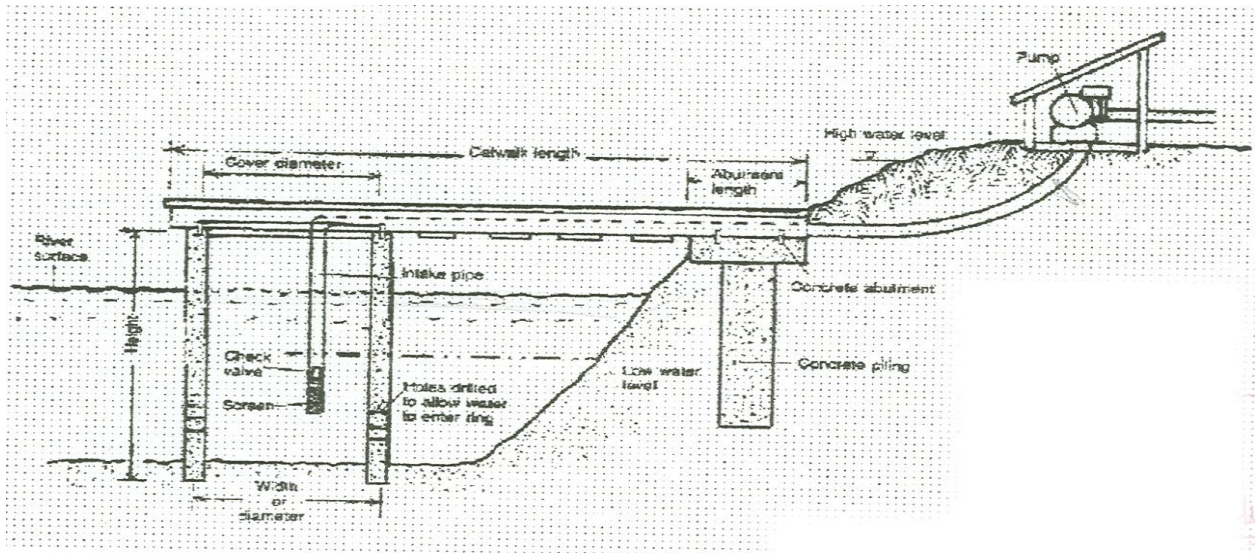 Pump
High water level
Catwalk length
Cover diameter
Abutment
length
River
surface
Intake pipe
Concrete abutment
Height
Check
valve
Low water
level
Concrete piling
Screen
Holes drilled
to allow water
to enter ring
Width
or
diameter